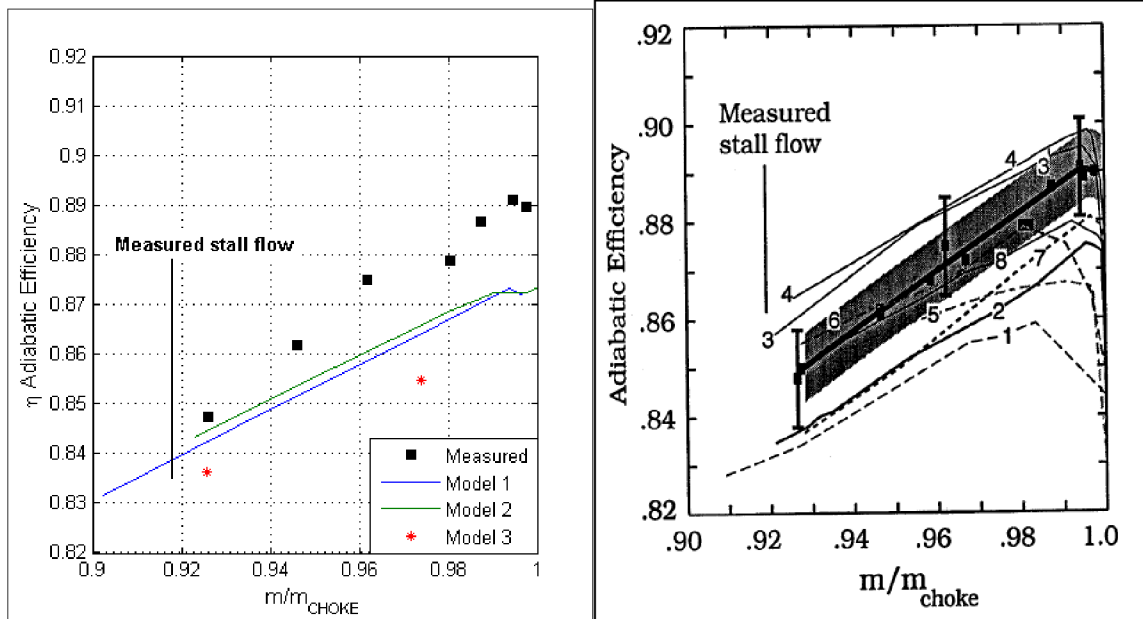 0.92
0.91
0.9
0.89
0.88
0.87
0.86
0.85
0.84
0.83
0.82
η Adiabatic Efficiency
Measured stall flow
Measured
Model 1
Model 2
Model 3
0.9 0.92 0.94 0.96 0.98 1
m/mCHOKE
.92
.90
.88
.86
.84
.82
Adiabatic Efficiency
Measured
stall flow
4
3
4
3
6
5
8
7
2
1
.90 .92 .94 .96 .98 1.0
m/mchoke